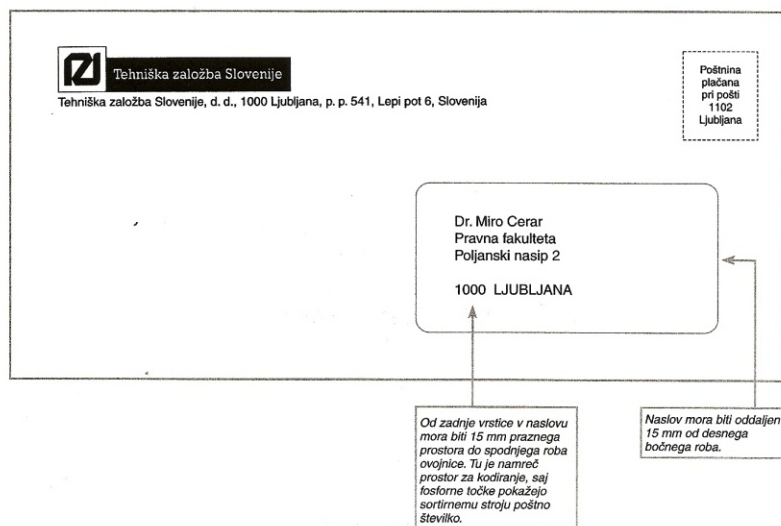 Tehniška založba Slovenije
Tehniška založba Slovenije, d. d., 1000 Ljubljana, p. p. 541, Lepi pot 6, Slovenija
Poštnina
plačana
pri pošti
1102
Ljubljana
Dr. Miro Cerar
Pravna fakulteta
Poljanski nasip 2
1000 LJUBLJANA
Od zadnje vrstice v naslovu
mora biti 15 mm praznega
prostora do spodnjega roba
ovojnice. Tu je namreč
prostor za kodiranje, saj
fosforne točke pokažejo
sortirnemu stroju poštno
številko.
Naslov mora biti oddaljen
15 mm od desnega
bočnega roba.